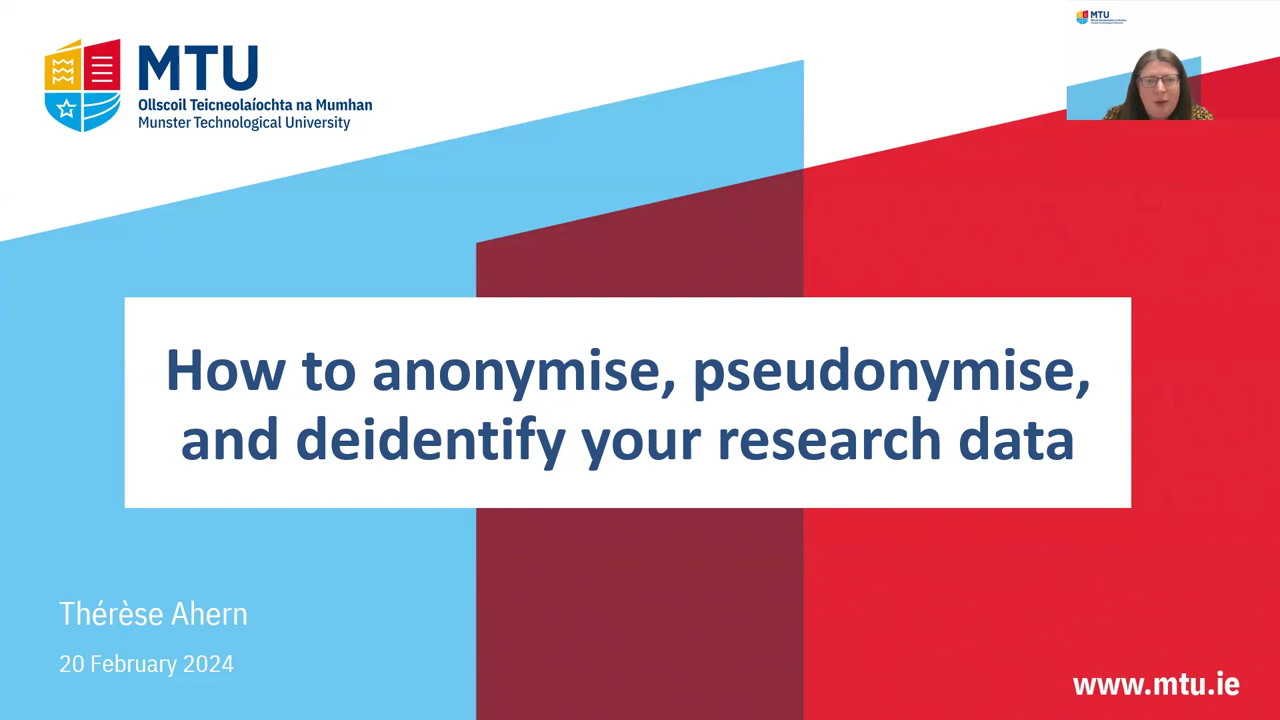 MTU
MTU
Ollscoil Teicneolaíochta na Mumhan
Munster Technological University
How to anonymise, pseudonymise,
and deidentify your research data
Thérèse Ahern
20 February 2024
www.mtu.ie